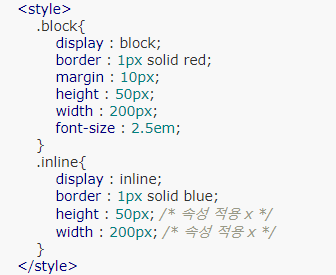 <style>
.block{
display : block;
border : 1px solid red;
margin : 10px;
height : 50px;
width : 200px;
font-size : 2.5em;
}
.inline{
display : inline;
border : 1px solid blue;
height : 50px; /* 속성 적용 x */
width : 200px; /* 속성 적용 x */
}
</style>